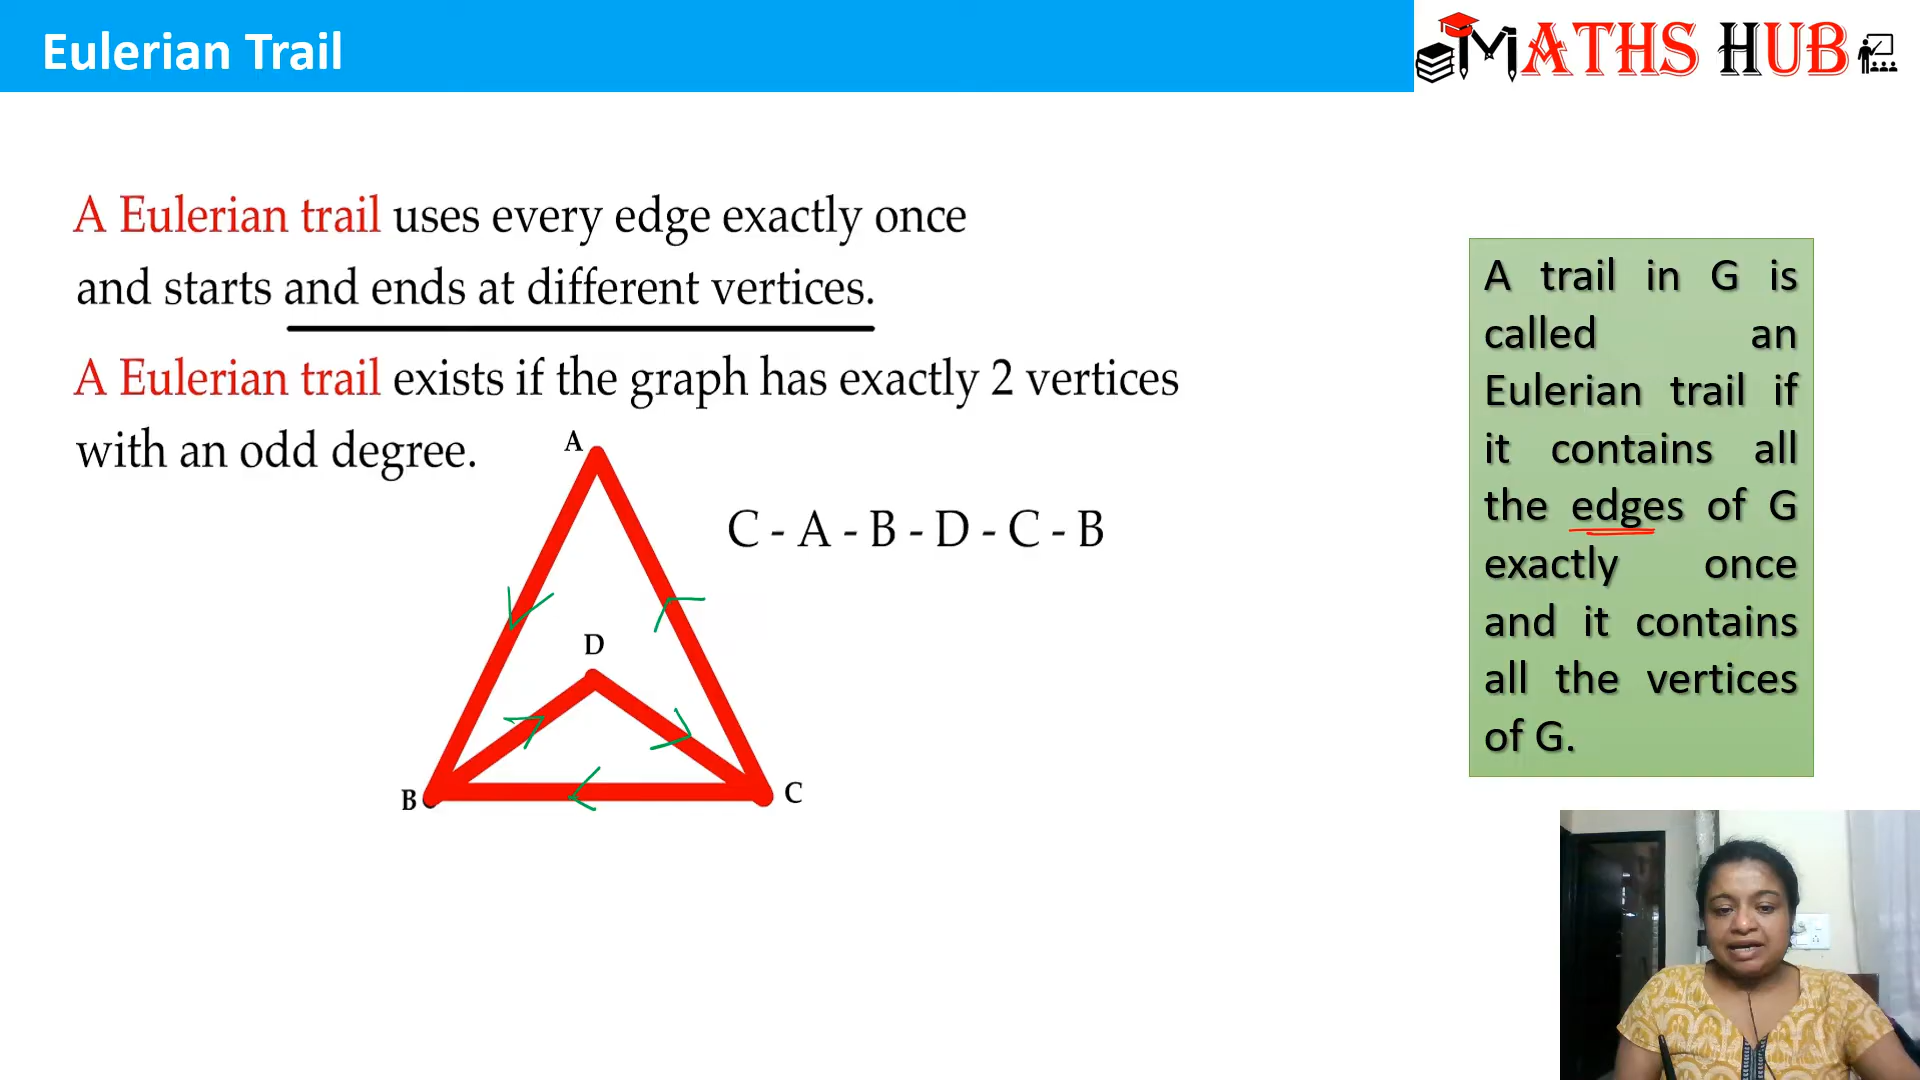 Eulerian Trail
MATHS HUB
A Eulerian trail uses every edge exactly once
and starts and ends at different vertices.
A Eulerian trail exists if the graph has exactly 2 vertices
with an odd degree.
A
C - A - B - D - C - B
D
B
C
A trail in G is
called an
Eulerian trail if
it contains all
the edges of G
exactly once
and it contains
all the vertices
of G.